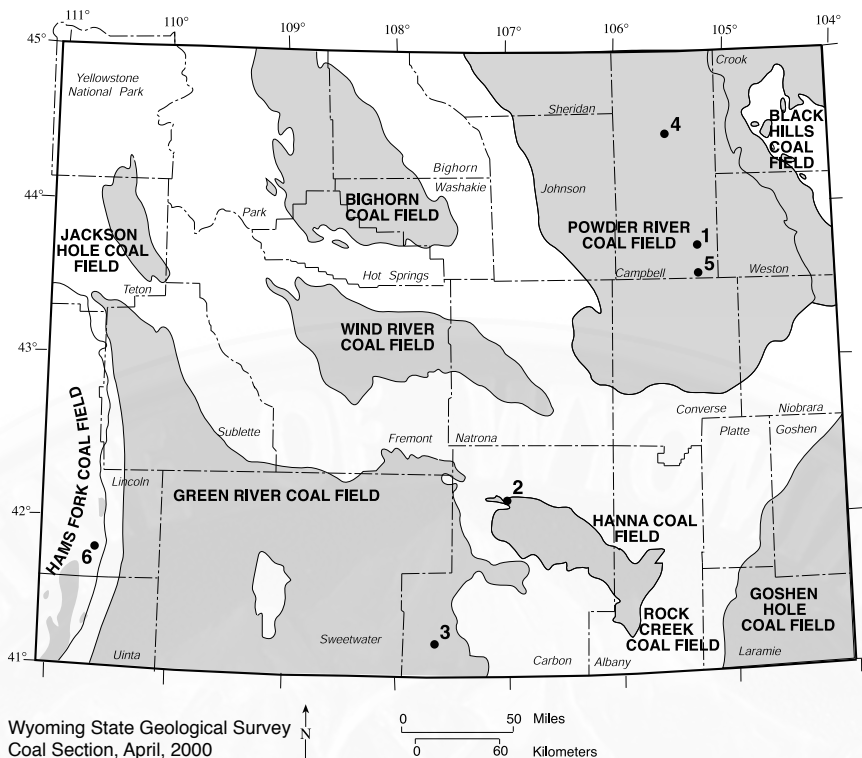 111°
110°
109°
108°
107°
106°
105°
104°
45°
44°
43°
42°
41°
Yellowstone
National Park
Crook
Sheridan
4
BLACK
HILLS
COAL
FIELD
Bighorn
Washakie
Johnson
BIGHORN
COAL FIELD
Park
JACKSON
HOLE COAL
FIELD
POWDER RIVER
COAL FIELD
1
5
Hot Springs
Campbell
Weston
Teton
WIND RIVER
COAL FIELD
HAMS FORK COAL FIELD
Converse
Niobrara
Platte
Goshen
Sublette
Fremont
Natrona
Lincoln
GREEN RIVER COAL FIELD
2
HANNA COAL
FIELD
6
GOSHEN
HOLE
COAL FIELD
ROCK
CREEK
COAL FIELD
3
Sweetwater
Uinta
Carbon
Albany
Laramie
Wyoming State Geological Survey
Coal Section, April, 2000
N
0 50 Miles
0 60 Kilometers